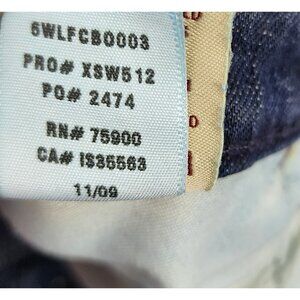 6WLFCB0003
PRO# XSW512
PO# 2474
RN# 75900
CA# IS35563
11/09